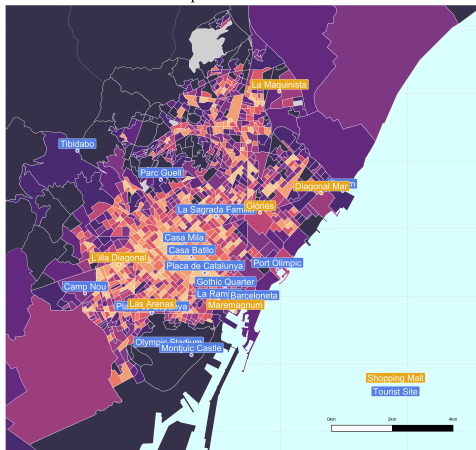 La Maquinista
Tibidabo
Parc Guell
Diagonal Mar
La Sagrada Familia
Glòries
Casa Mila
Casa Batllo
L'illa Diagonal
Placa de Catalunya
Port Olimpic
Gothic Quarter
Camp Nou
La Ram
Barceloneta
Las Arenas
Maremagnum
Olympic Stadium
Montjuic Castle
Shopping Mall
Tourist Site
0km 2km 4km